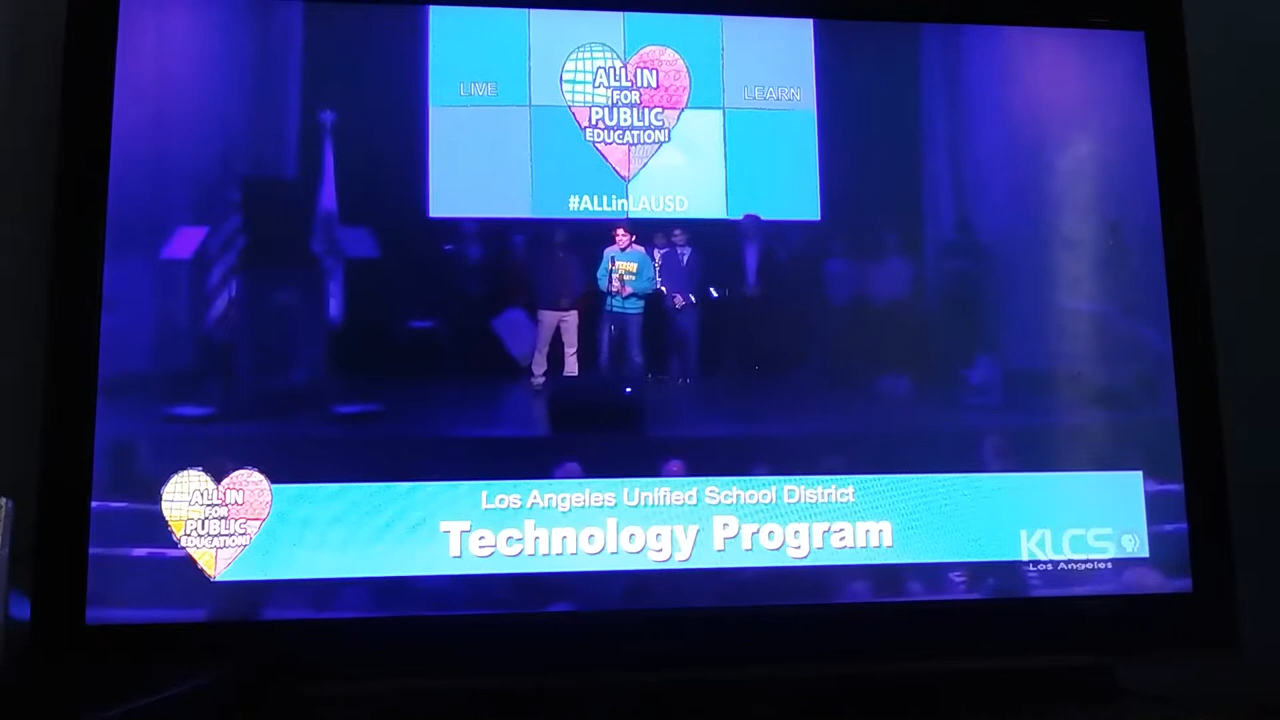 LIVE
ALL IN
FOR
PUBLIC
EDUCATION!
LEARN
#ALLinLAUSD
ALL IN
FOR
PUBLIC
EDUCATION!
Los Angeles Unified School District
Technology Program
KLCS
Los Angeles